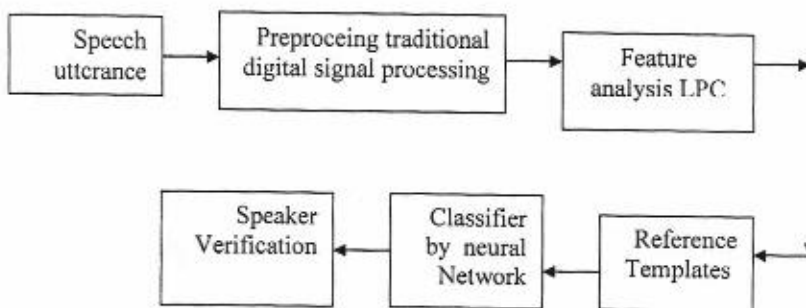 Speech
utterance
Preproceing traditional
digital signal processing
Feature
analysis LPC
Reference
Templates
Classifier
by neural
Network
Speaker
Verification